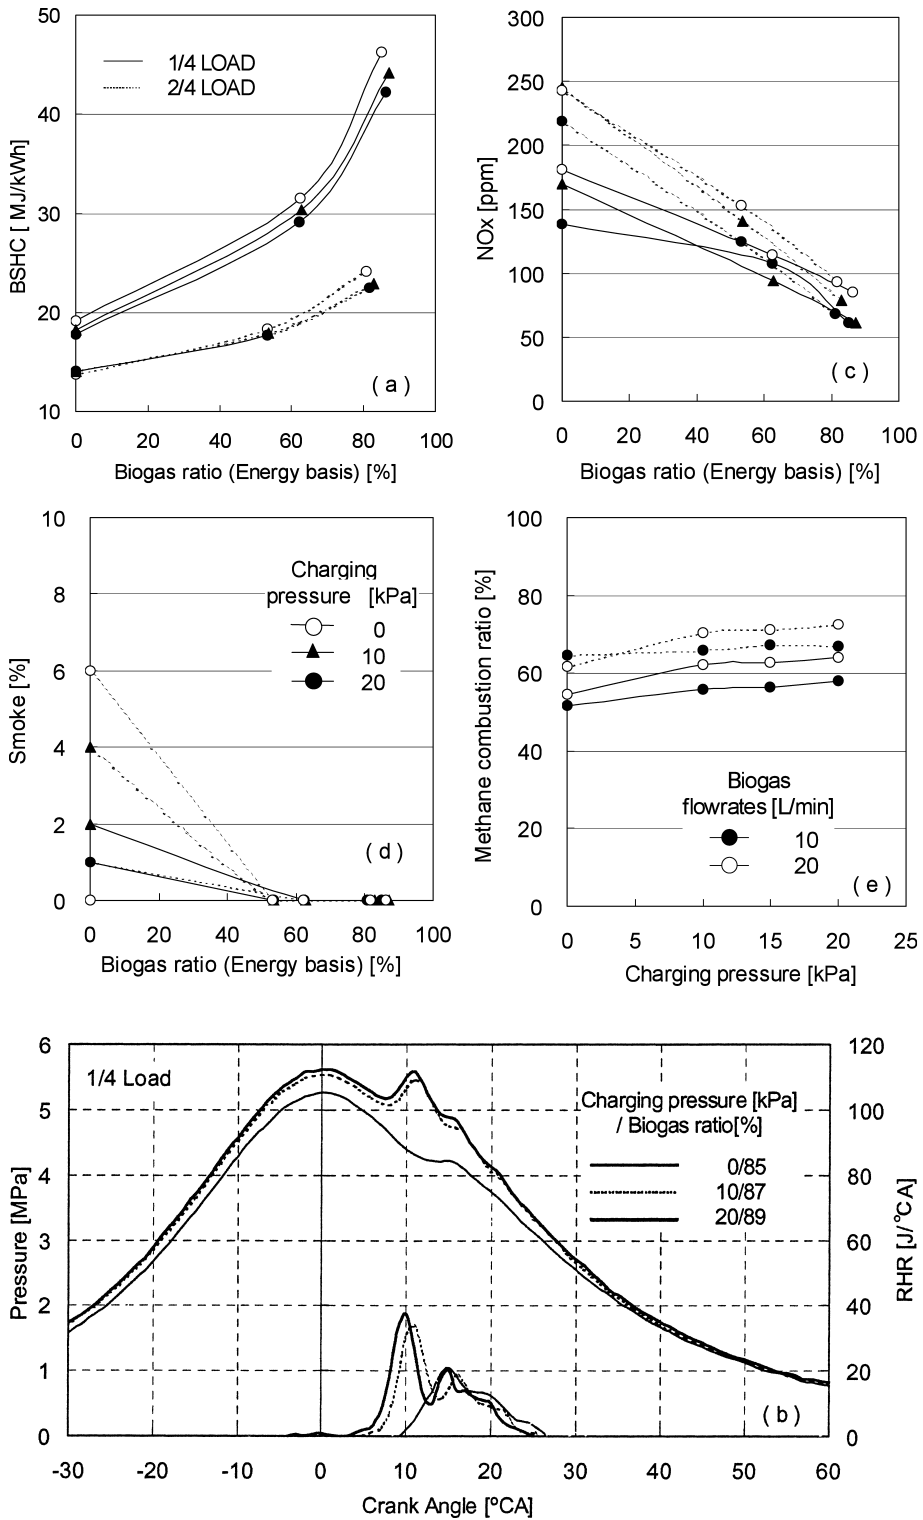 50
40
30
20
10
BSHC [ MJ/kWh]
1/4 LOAD
2/4 LOAD
( a )
0 20 40 60 80 100
Biogas ratio (Energy basis) [%]
300
250
200
150
100
50
0
NOx [ppm]
( c )
0 20 40 60 80 100
Biogas ratio (Energy basis) [%]
10
8
6
4
2
0
Smoke [%]
Charging
pressure [kPa]
0
10
20
( d )
0 20 40 60 80 100
Biogas ratio (Energy basis) [%]
100
80
60
40
20
0
Methane combustion ratio [%]
Biogas
flowrates [L/min]
10
20
( e )
0 5 10 15 20 25
Charging pressure [kPa]
6
5
4
3
2
1
0
Pressure [MPa]
1/4 Load
Charging pressure [kPa]
/ Biogas ratio[%]
0/85
10/87
20/89
( b )
120
100
80
60
40
20
0
RHR [J/°CA]
-30 -20 -10 0 10 20 30 40 50 60
Crank Angle [ºCA]